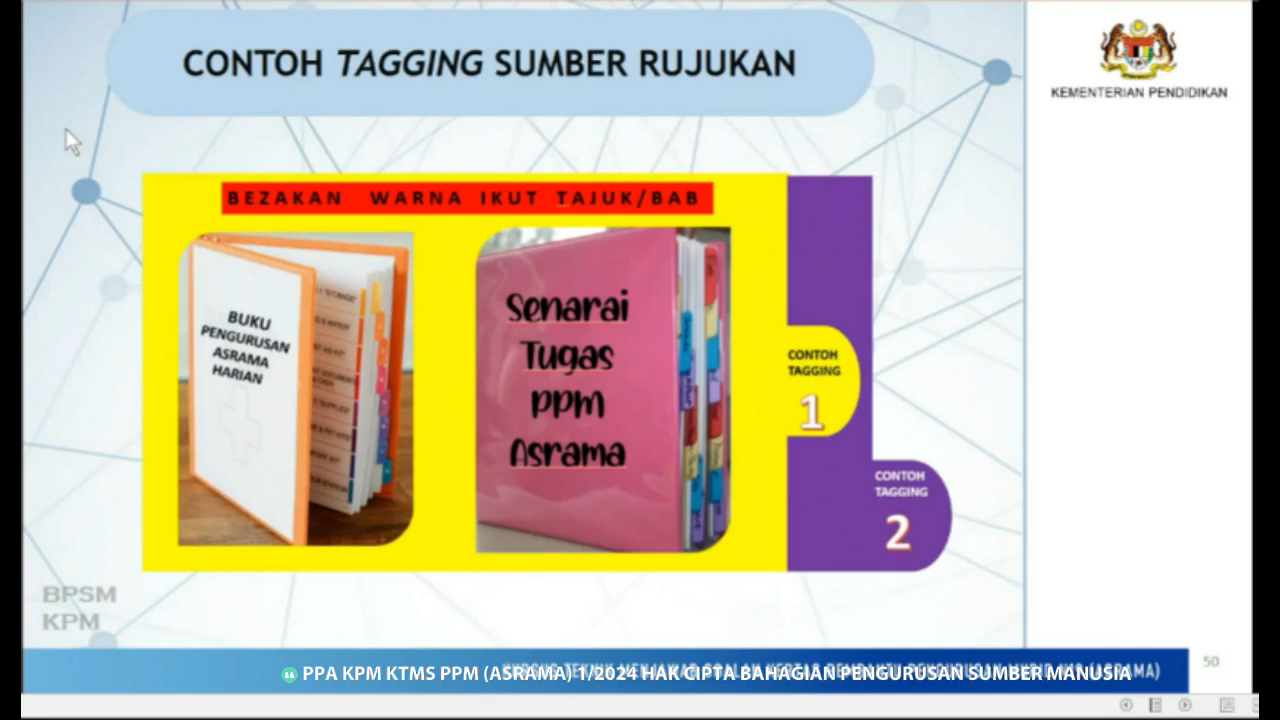 CONTOH TAGGING SUMBER RUJUKAN
KEMENTERIAN PENDIDIKAN
BEZAKAN WARNA IKUT TAJUK/BAB
BUKU
PENGURUSAN
ASRAMA
HARIAN
Senarai
Tugas
PPM
Asrama
CONTOH
TAGGING
1
CONTOH
TAGGING
2
BPSM
KPM
PPA KPM KTMS PPM (ASRAMA) 1/2024 HAK CIPTA BAHAGIAN PENGURUSAN SUMBER MANUSIA
50